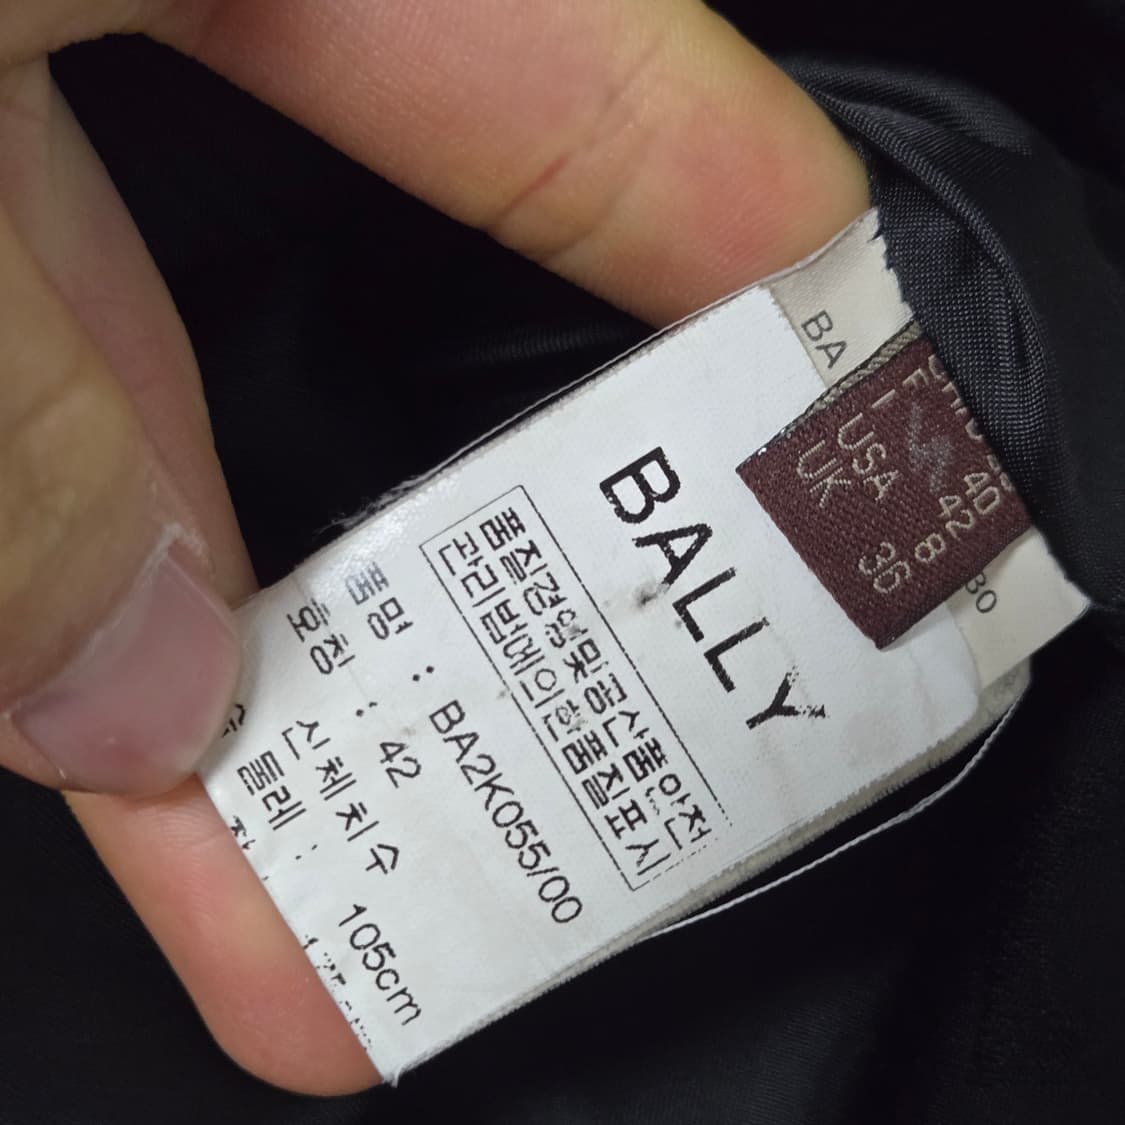 BALLY
품질경영및공산품안전
관리법에의한품질표시
품명 : BA2K055/00
호칭 : 42
신체치수
둘레 : 105cm
BA
F 40
I 42
USA 8
UK 36